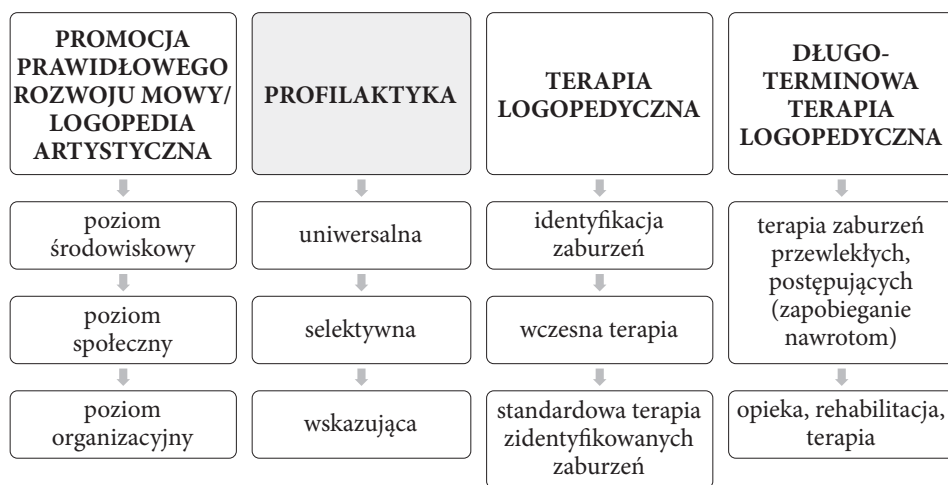 PROMOCJA
PRAWIDŁOWEGO
ROZWOJU MOWY/
LOGOPEDIA
ARTYSTYCZNA
poziom
środowiskowy
poziom
społeczny
poziom
organizacyjny
PROFILAKTYKA
uniwersalna
selektywna
wskazująca
TERAPIA
LOGOPEDYCZNA
identyfikacja
zaburzeń
wczesna terapia
standardowa terapia
zidentyfikowanych
zaburzeń
DŁUGO-
TERMINOWA
TERAPIA
LOGOPEDYCZNA
terapia zaburzeń
przewlekłych,
postępujących
(zapobieganie
nawrotom)
opieka, rehabilitacja,
terapia